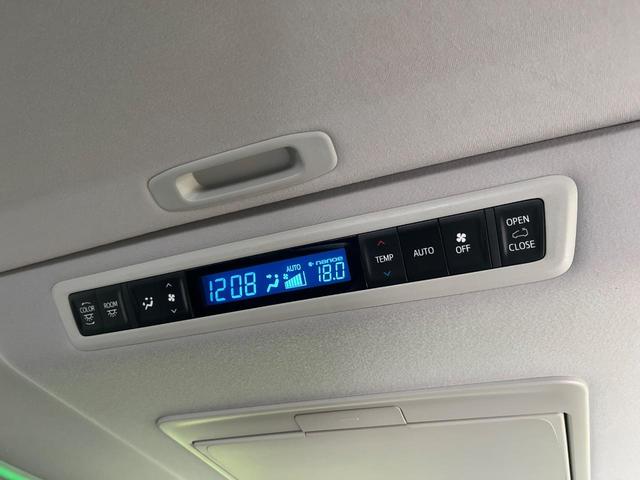 COLOR
ROOM
12:08
AUTO
nanoe
18.0
TEMP
AUTO
OFF
OPEN
CLOSE